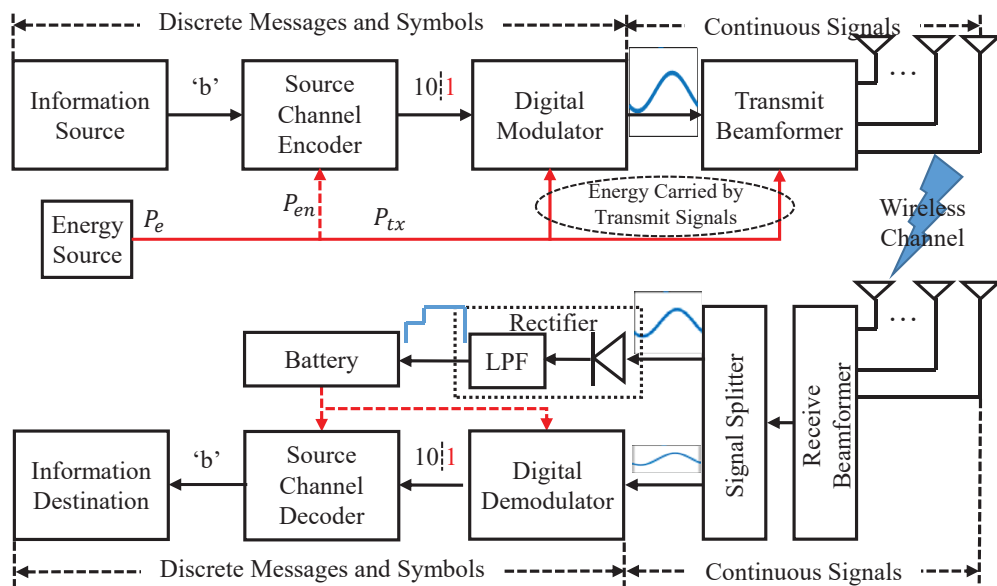 Discrete Messages and Symbols
Continuous Signals
Information
Source
‘b’
Source
Channel
Encoder
10¦1
Digital
Modulator
Transmit
Beamformer
...
Energy
Source
P_e
P_en
P_tx
Energy Carried by
Transmit Signals
Wireless
Channel
Battery
Rectifier
LPF
Signal Splitter
Receive
Beamformer
...
Information
Destination
‘b’
Source
Channel
Decoder
10¦1
Digital
Demodulator
Discrete Messages and Symbols
Continuous Signals